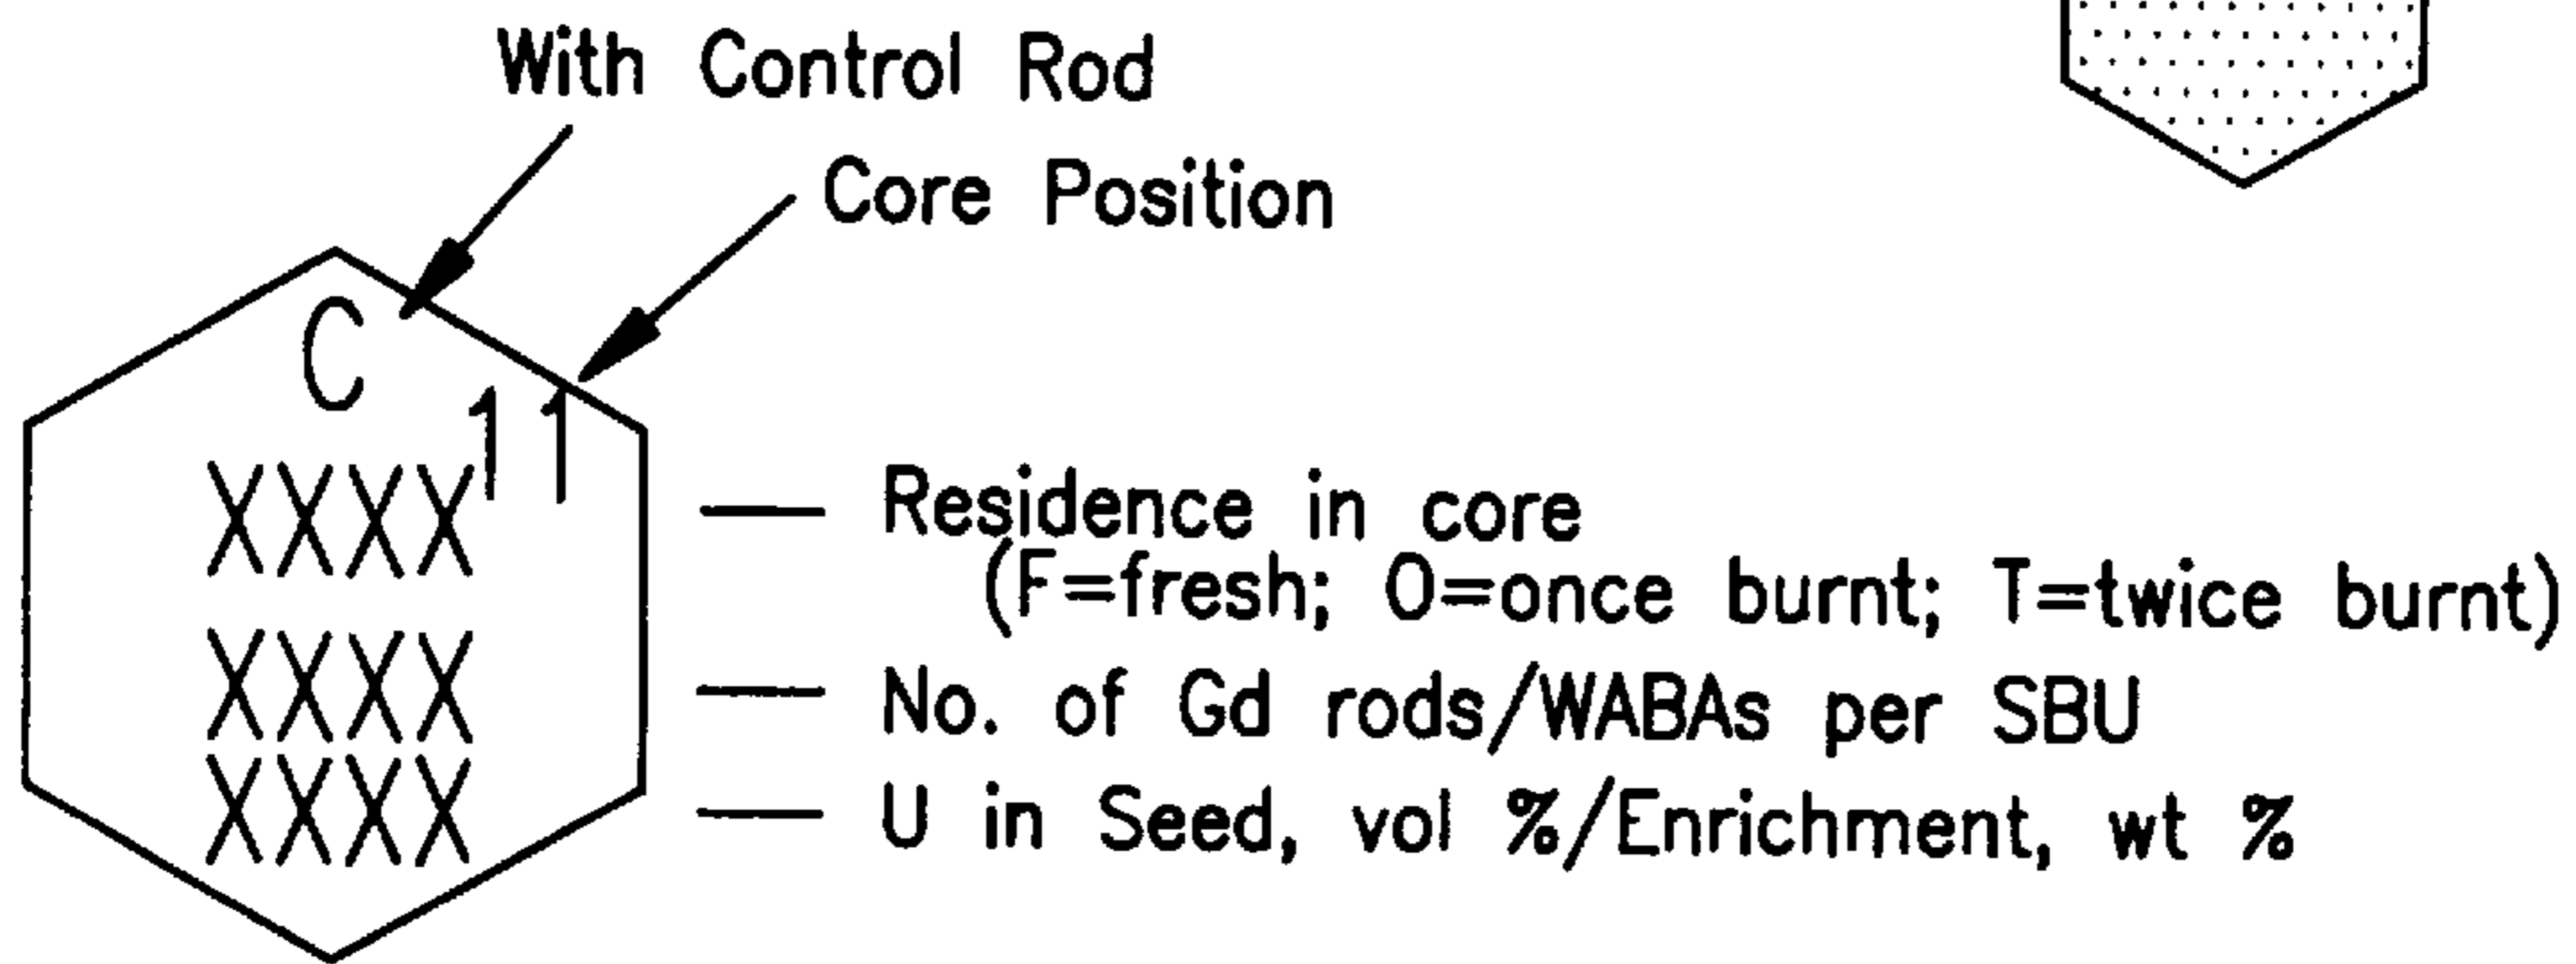 With Control Rod
Core Position
C
11
XXXX
Residence in core
(F=fresh; O=once burnt; T=twice burnt)
XXXX
No. of Gd rods/WABAs per SBU
XXXX
U in Seed, vol %/Enrichment, wt %